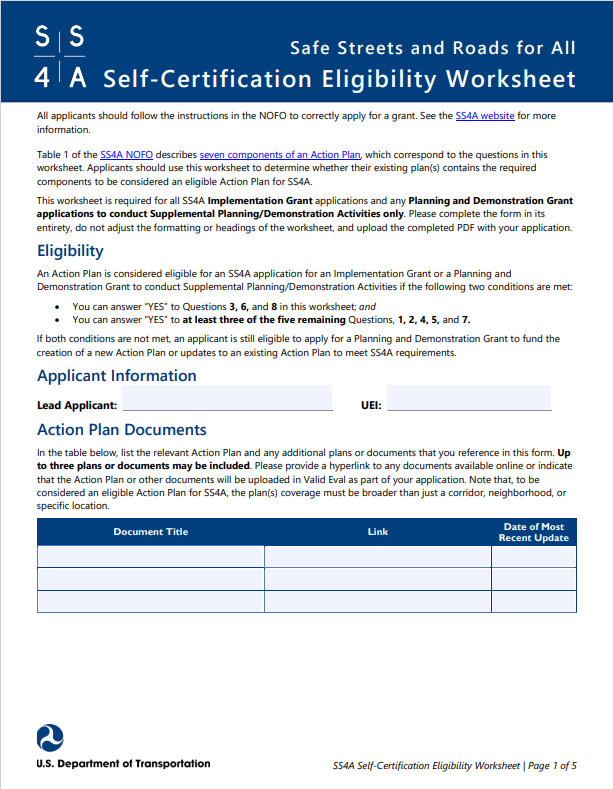 S S
4 A
Safe Streets and Roads for All
Self-Certification Eligibility Worksheet
All applicants should follow the instructions in the NOFO to correctly apply for a grant. See the SS4A website for more
information.
Table 1 of the SS4A NOFO describes seven components of an Action Plan, which correspond to the questions in this
worksheet. Applicants should use this worksheet to determine whether their existing plan(s) contains the required
components to be considered an eligible Action Plan for SS4A.
This worksheet is required for all SS4A Implementation Grant applications and any Planning and Demonstration Grant
applications to conduct Supplemental Planning/Demonstration Activities only. Please complete the form in its
entirety, do not adjust the formatting or headings of the worksheet, and upload the completed PDF with your application.
Eligibility
An Action Plan is considered eligible for an SS4A application for an Implementation Grant or a Planning and
Demonstration Grant to conduct Supplemental Planning/Demonstration Activities if the following two conditions are met:
• You can answer “YES” to Questions 3, 6, and 8 in this worksheet; and
• You can answer “YES” to at least three of the five remaining Questions, 1, 2, 4, 5, and 7.
If both conditions are not met, an applicant is still eligible to apply for a Planning and Demonstration Grant to fund the
creation of a new Action Plan or updates to an existing Action Plan to meet SS4A requirements.
Applicant Information
Lead Applicant: UEI:
Action Plan Documents
In the table below, list the relevant Action Plan and any additional plans or documents that you reference in this form. Up
to three plans or documents may be included. Please provide a hyperlink to any documents available online or indicate
that the Action Plan or other documents will be uploaded in Valid Eval as part of your application. Note that, to be
considered an eligible Action Plan for SS4A, the plan(s) coverage must be broader than just a corridor, neighborhood, or
specific location.
Document Title Link Date of Most
Recent Update
U.S. Department of Transportation
SS4A Self-Certification Eligibility Worksheet | Page 1 of 5